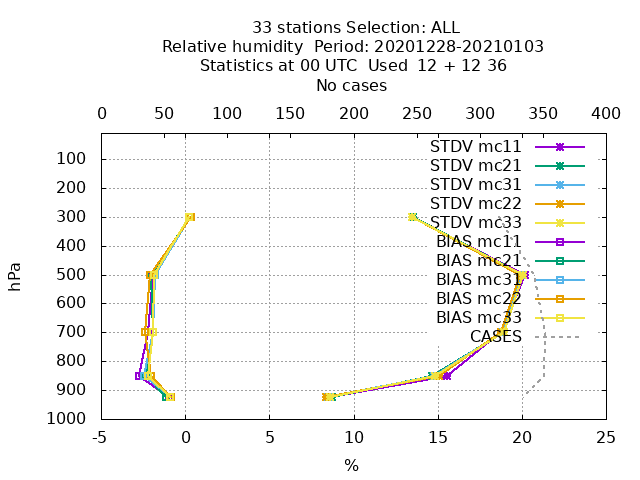 33 stations Selection: ALL
Relative humidity Period: 20201228-20210103
Statistics at 00 UTC Used 12 + 12 36
No cases
0 50 100 150 200 250 300 350 400
STDV mc11
STDV mc21
STDV mc31
STDV mc22
STDV mc33
BIAS mc11
BIAS mc21
BIAS mc31
BIAS mc22
BIAS mc33
CASES
100
200
300
400
500
600
700
800
900
1000
hPa
-5 0 5 10 15 20 25
%